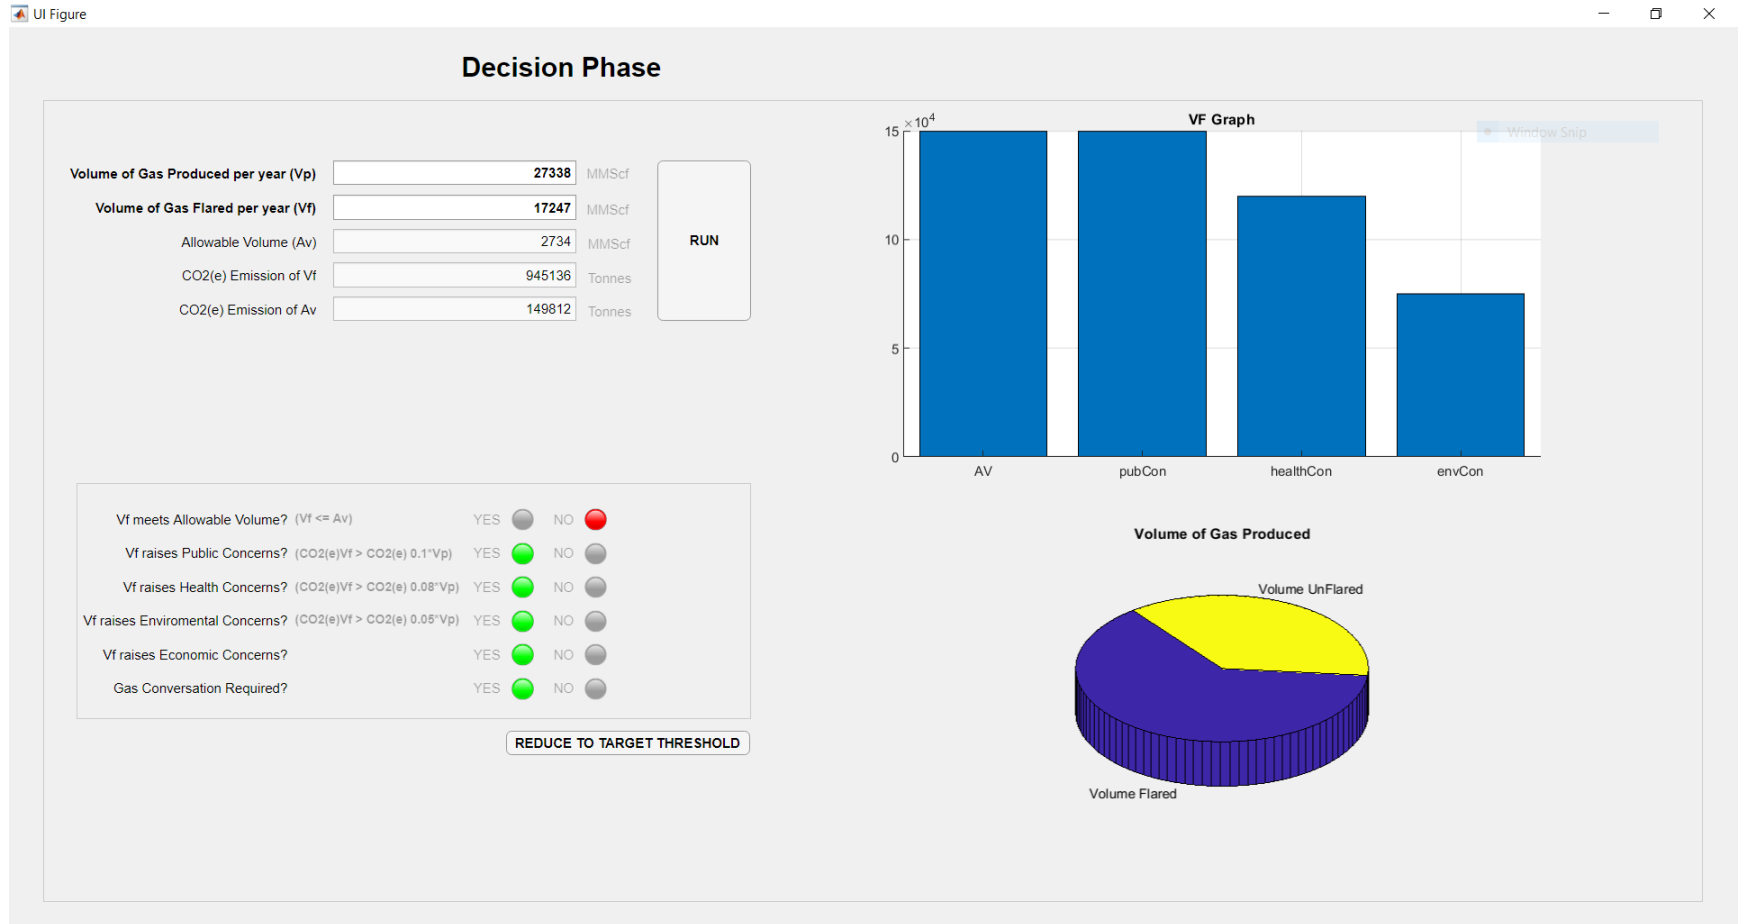 UI Figure
Decision Phase
Volume of Gas Produced per year (Vp) 27338 MMScf
Volume of Gas Flared per year (Vf) 17247 MMScf
Allowable Volume (Av) 2734 MMScf
CO2(e) Emission of Vf 945136 Tonnes
CO2(e) Emission of Av 149812 Tonnes
RUN
Vf meets Allowable Volume? (Vf <= Av) YES NO
Vf raises Public Concerns? (CO2(e)Vf > CO2(e) 0.1*Vp) YES NO
Vf raises Health Concerns? (CO2(e)Vf > CO2(e) 0.08*Vp) YES NO
Vf raises Enviromental Concerns? (CO2(e)Vf > CO2(e) 0.05*Vp) YES NO
Vf raises Economic Concerns? YES NO
Gas Conversation Required? YES NO
REDUCE TO TARGET THRESHOLD
VF Graph
×10⁴
Window Snip
15
10
5
0
AV pubCon healthCon envCon
Volume of Gas Produced
Volume UnFlared
Volume Flared